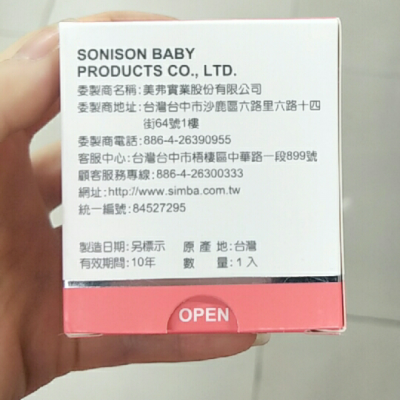 SONISON BABY
PRODUCTS CO., LTD.
委製商名稱:美弗實業股份有限公司
委製商地址:台灣台中市沙鹿區六路里六路十四
街64號1樓
委製商電話:886-4-26390955
客服中心:台灣台中市梧棲區中華路一段899號
顧客服務專線:886-4-26300333
網址:http://www.simba.com.tw
統一編號:84527295
製造日期:另標示 原產地:台灣
有效期間:10年 數量:1入
OPEN